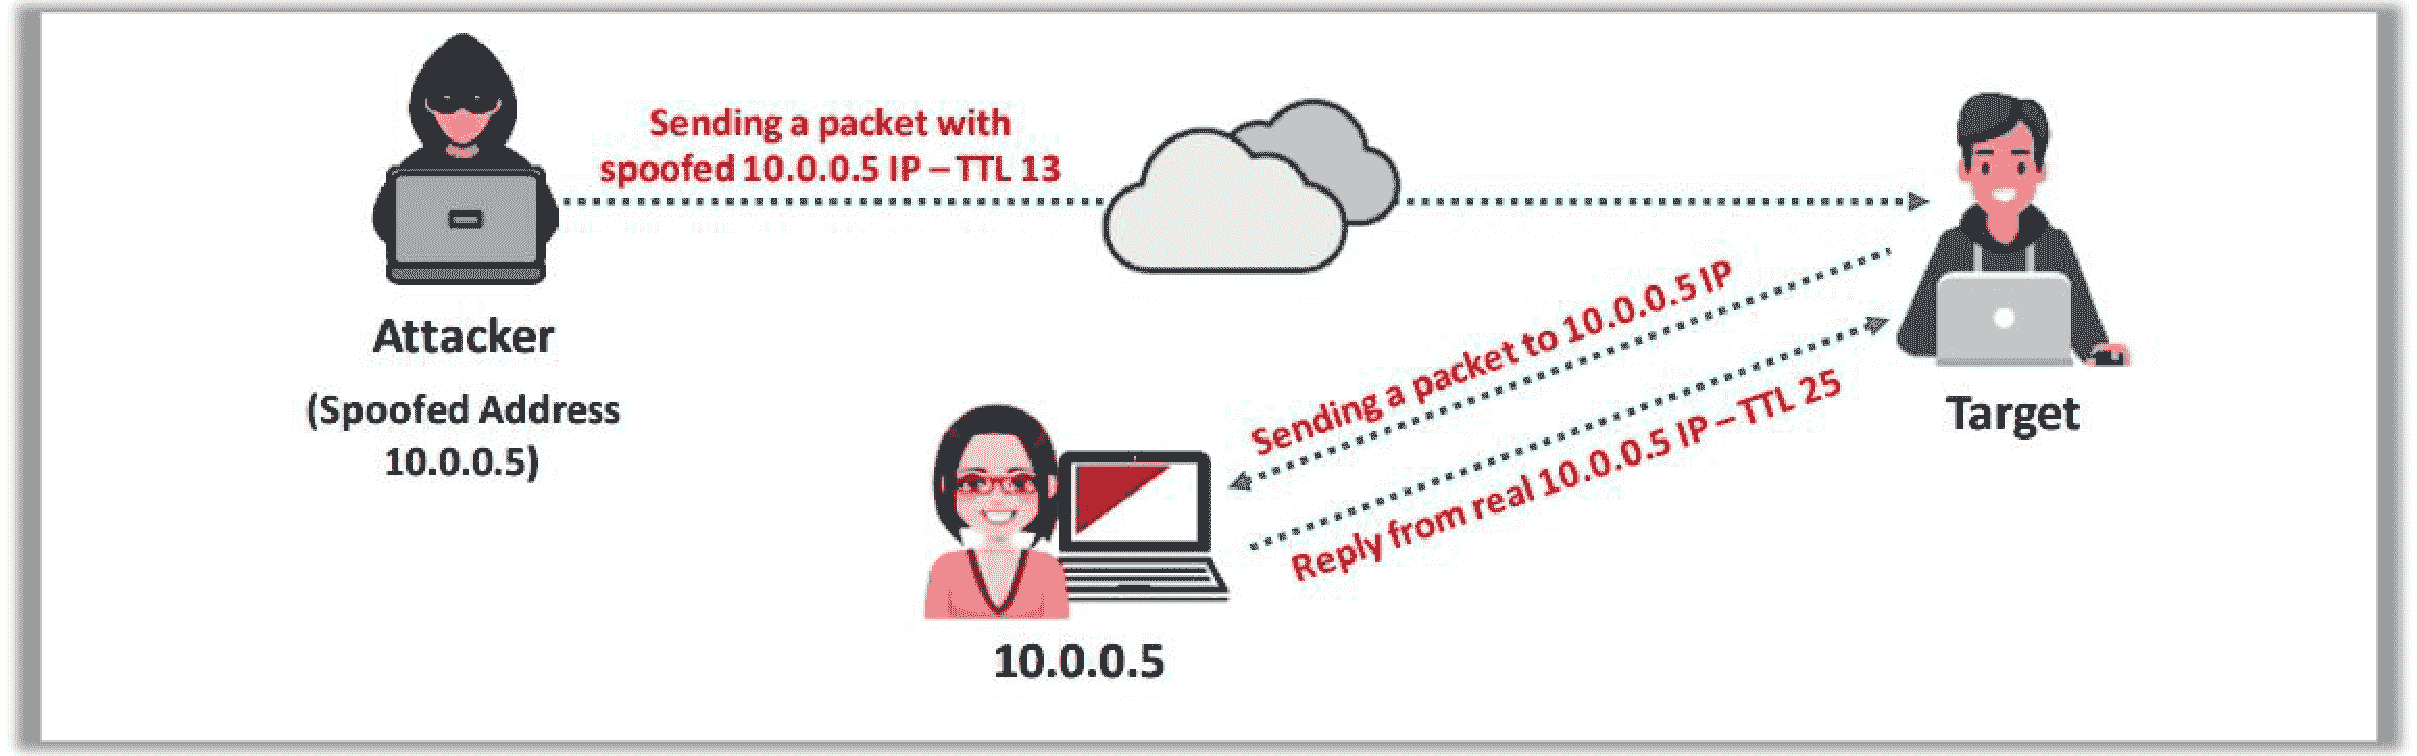 Sending a packet with
spoofed 10.0.0.5 IP – TTL 13
Attacker
(Spoofed Address
10.0.0.5)
Sending a packet to 10.0.0.5 IP
Reply from real 10.0.0.5 IP – TTL 25
Target
10.0.0.5